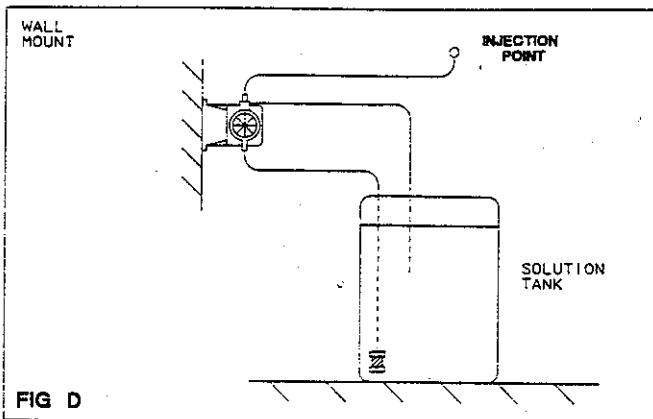 WALL
MOUNT
INJECTION
POINT
SOLUTION
TANK
FIG D